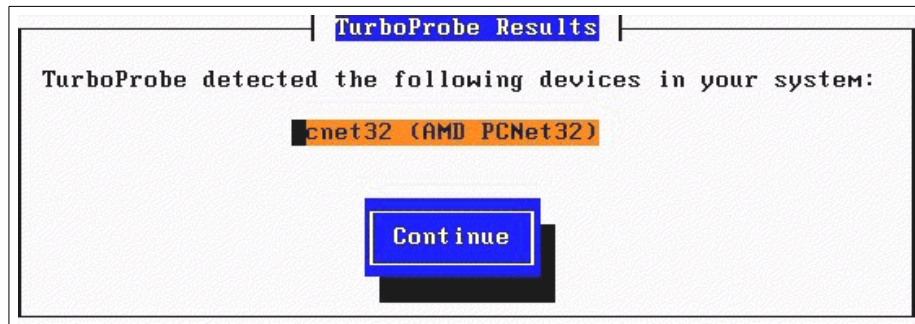 TurboProbe Results
TurboProbe detected the following devices in your system:
cnet32 (AMD PCNet32)
Continue